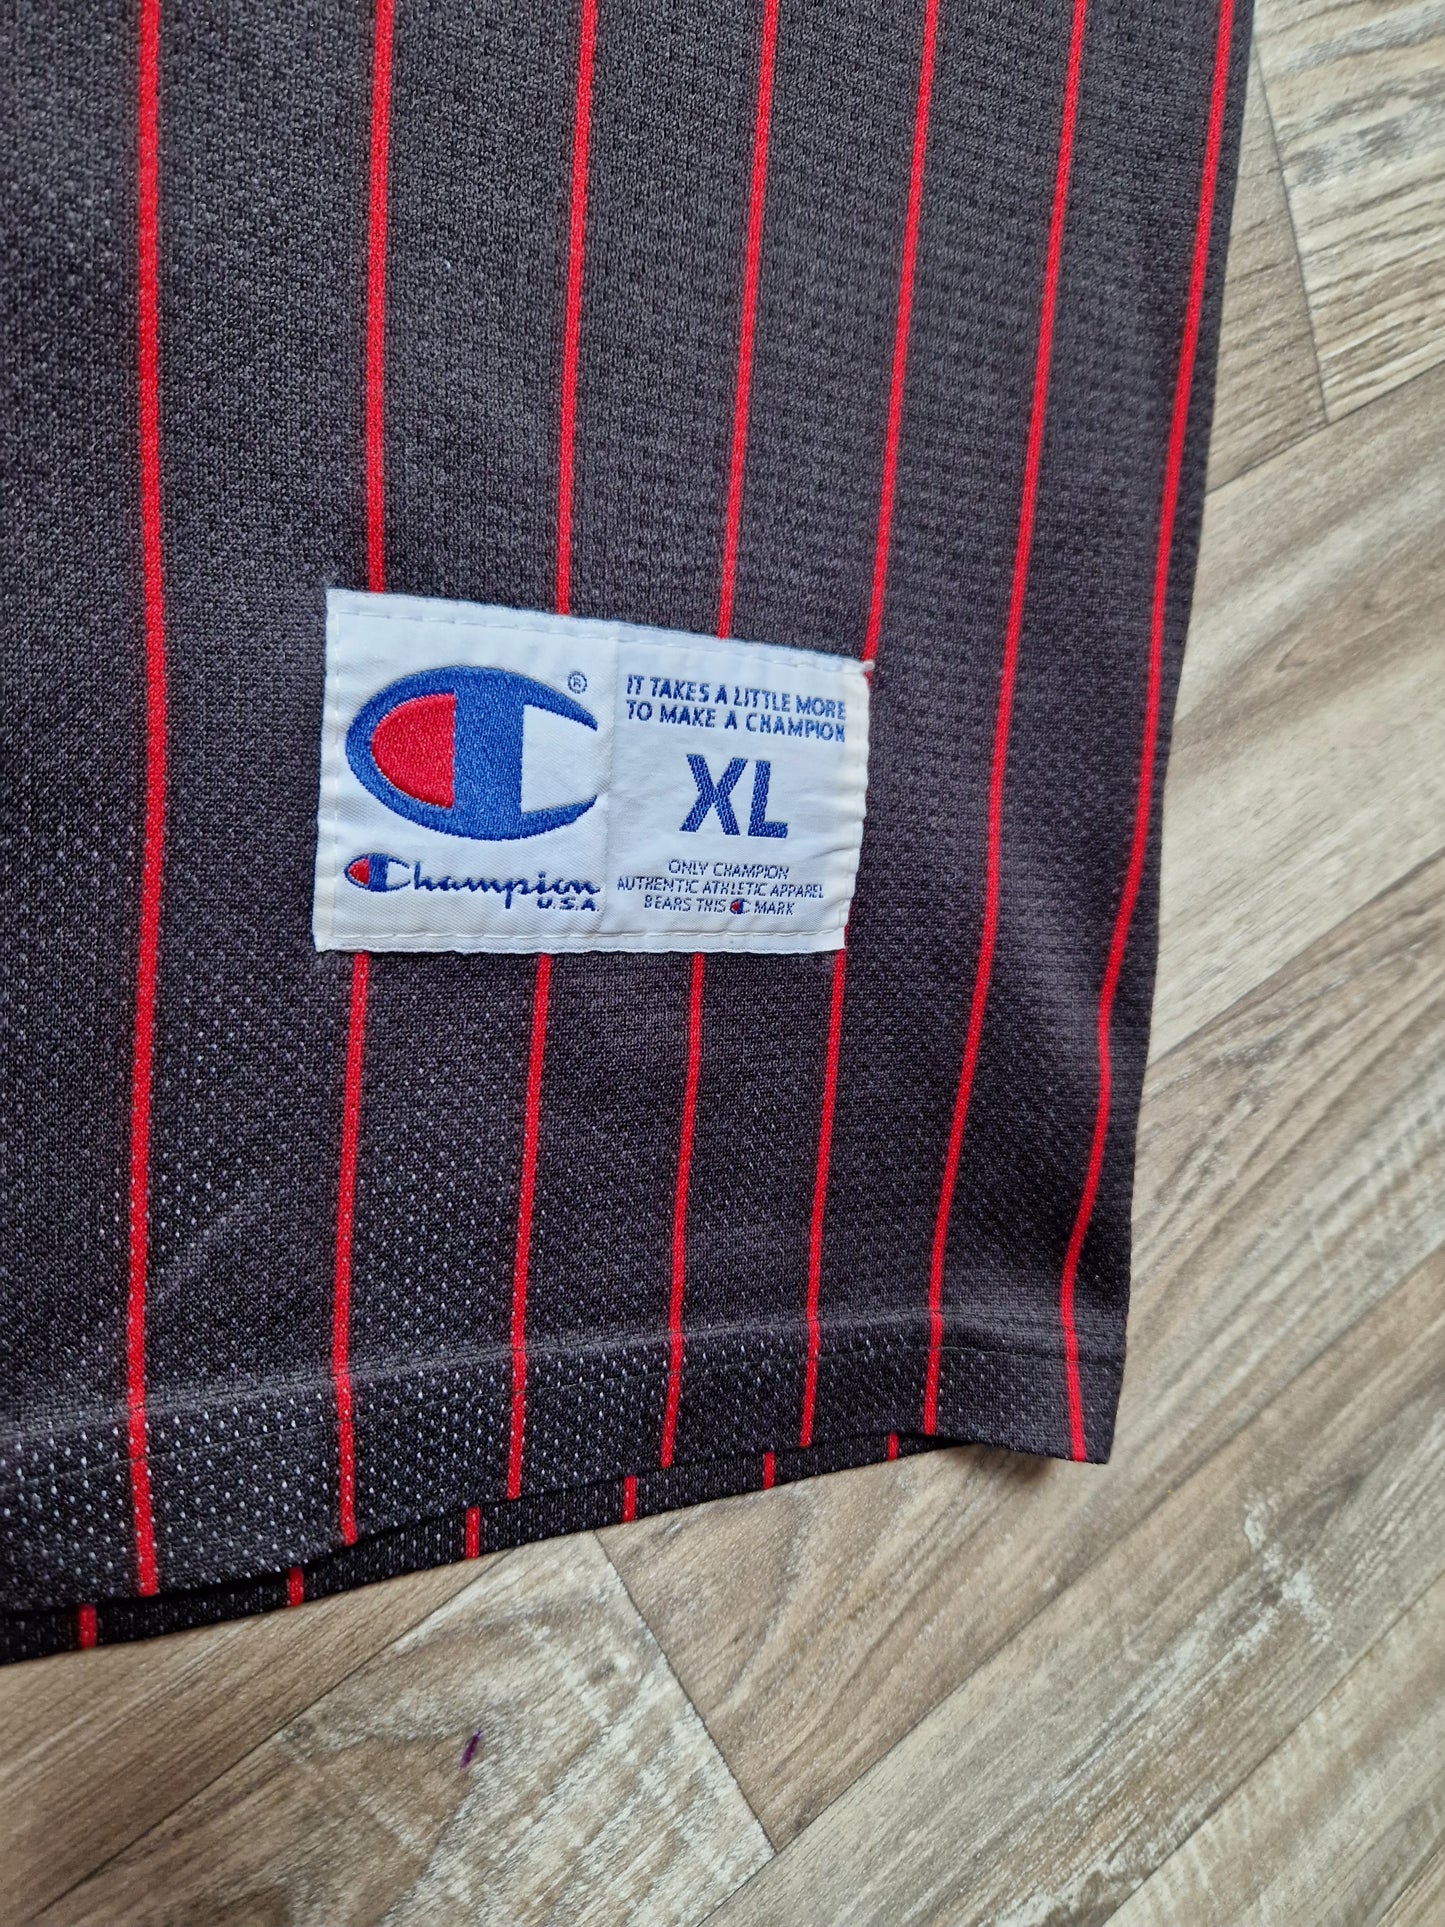 ®
Champion
U.S.A.
IT TAKES A LITTLE MORE
TO MAKE A CHAMPION
XL
ONLY CHAMPION
AUTHENTIC ATHLETIC APPAREL
BEARS THIS C MARK